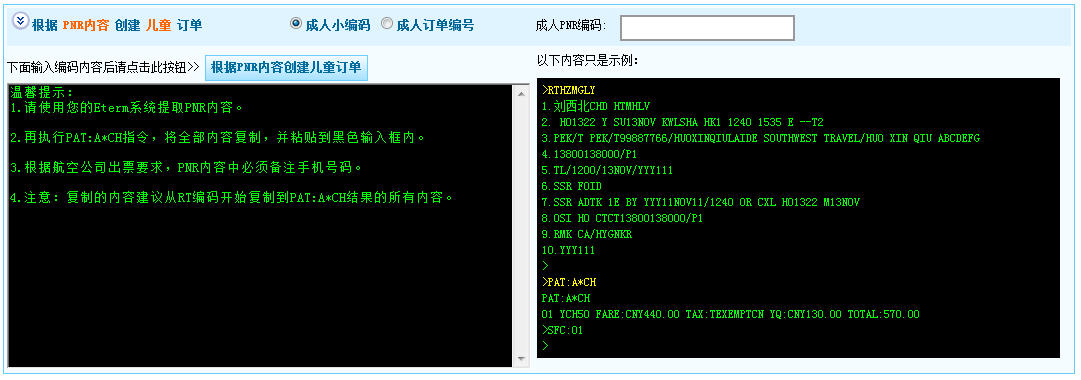 根据 PNR内容 创建 儿童 订单
成人小编码 成人订单编号
成人PNR编码:
下面输入编码内容后请点击此按钮>> 根据PNR内容创建儿童订单
温馨提示:
1.请使用您的Eterm系统提取PNR内容。
2.再执行PAT:A*CH指令, 将全部内容复制, 并粘贴到黑色输入框内。
3.根据航空公司出票要求, PNR内容中必须备注手机号码。
4.注意: 复制的内容建议从RT编码开始复制到PAT:A*CH结果的所有内容。
以下内容只是示例:
>RTHZMGLY
1.刘西北CHD HTMHLV
2. HO1322 Y SU13NOV KWLSHA HK1 1240 1535 E --T2
3.PEK/T PEK/T99887766/HUOXINQIULAIDE SOUTHWEST TRAVEL/HUO XIN QIU ABCDEFG
4.13800138000/P1
5.TL/1200/13NOV/YYY111
6.SSR FOID
7.SSR ADTK 1E BY YYY11NOV11/1240 OR CXL HO1322 M13NOV
8.OSI HO CTCT13800138000/P1
9.RMK CA/HYGNKR
10.YYY111
>
>PAT:A*CH
PAT:A*CH
01 YCH50 FARE:CNY440.00 TAX:TEXEMPTCN YQ:CNY130.00 TOTAL:570.00
>SFC:01
>